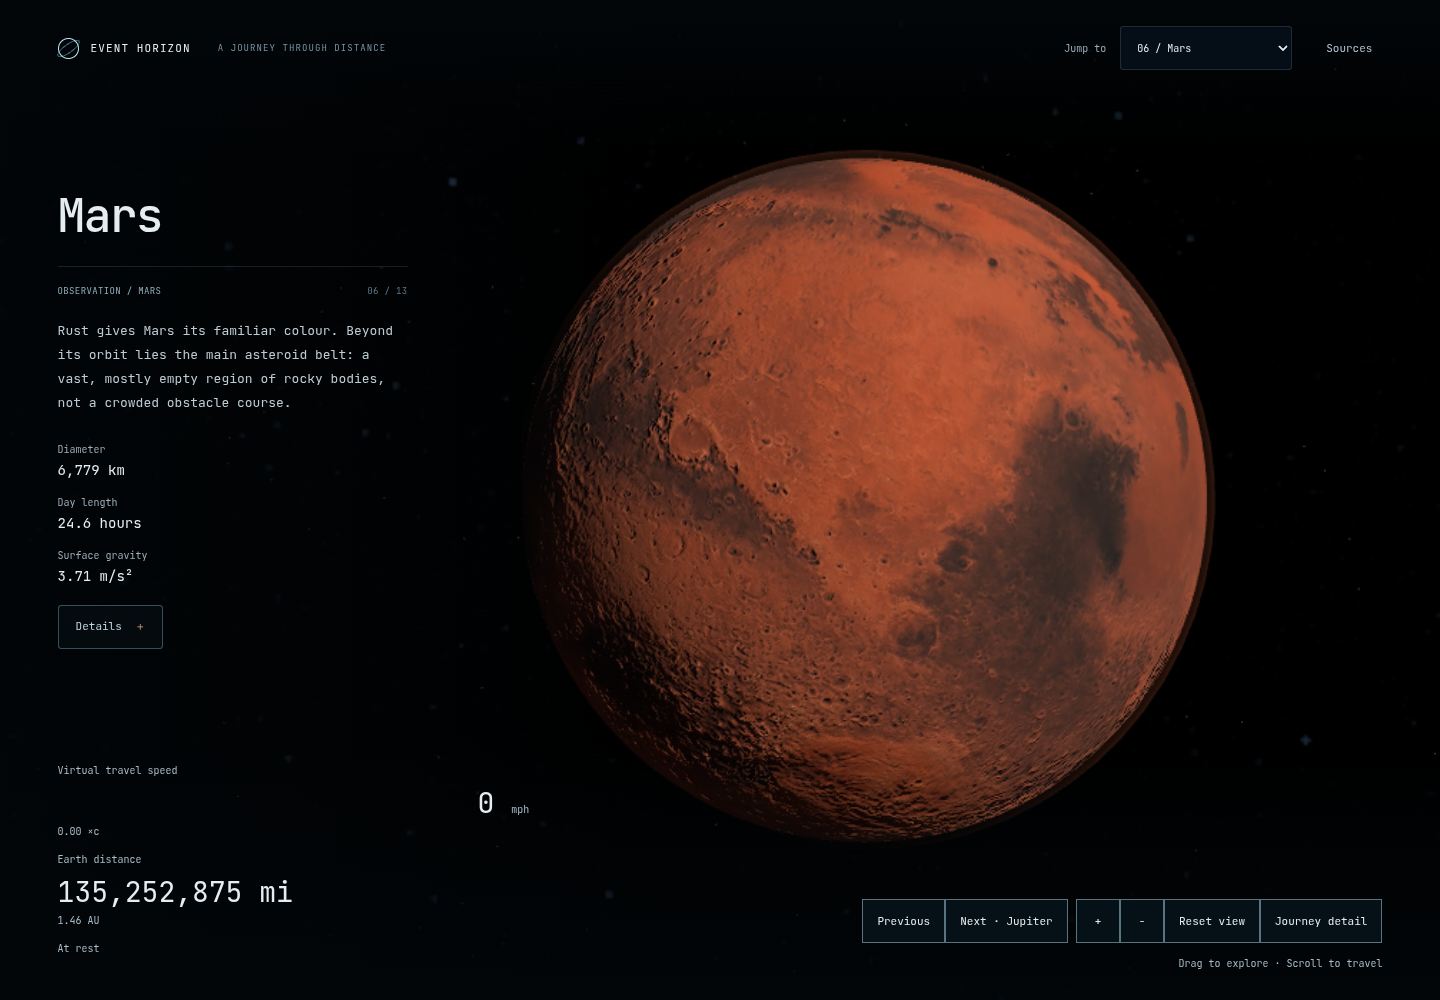 EVENT HORIZON
A JOURNEY THROUGH DISTANCE
Jump to
06 / Mars
Sources
Mars
OBSERVATION / MARS
06 / 13
Rust gives Mars its familiar colour. Beyond
its orbit lies the main asteroid belt: a
vast, mostly empty region of rocky bodies,
not a crowded obstacle course.
Diameter
6,779 km
Day length
24.6 hours
Surface gravity
3.71 m/s²
Details +
Virtual travel speed
0 mph
0.00 ×c
Earth distance
135,252,875 mi
1.46 AU
At rest
Previous
Next · Jupiter
+
-
Reset view
Journey detail
Drag to explore · Scroll to travel